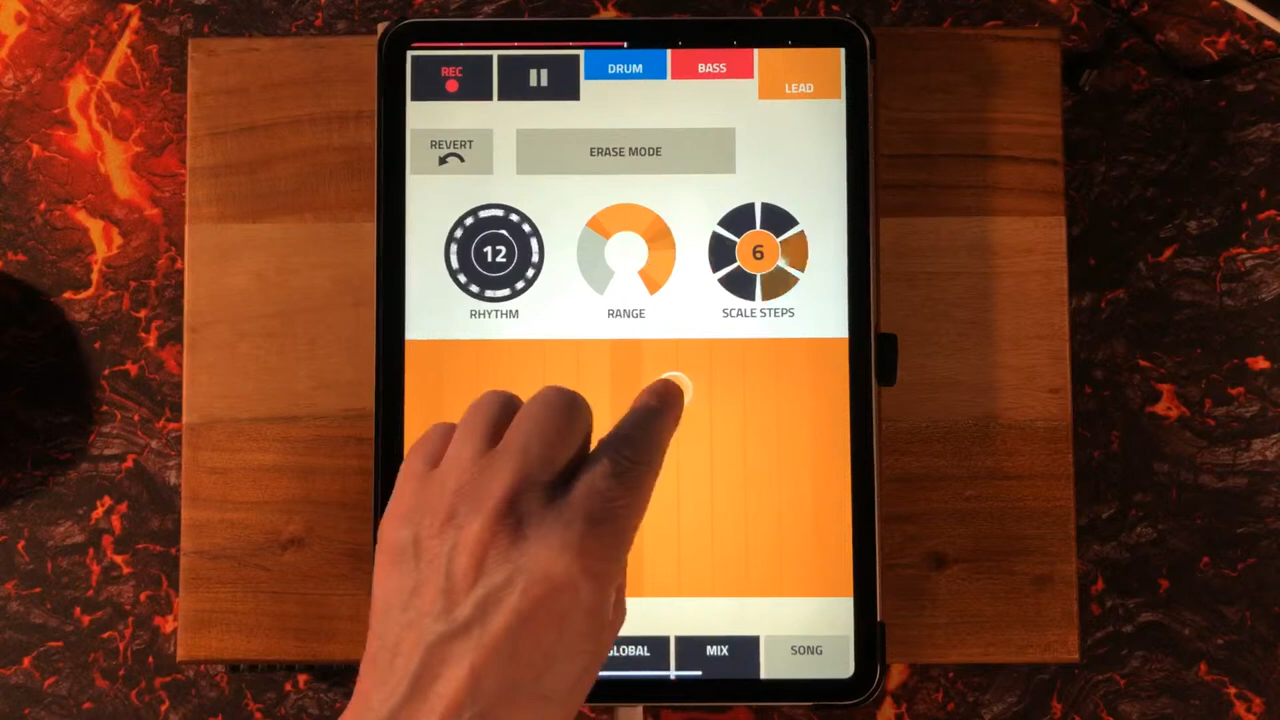 REC
DRUM
BASS
LEAD
REVERT
ERASE MODE
12
6
RHYTHM
RANGE
SCALE STEPS
GLOBAL
MIX
SONG